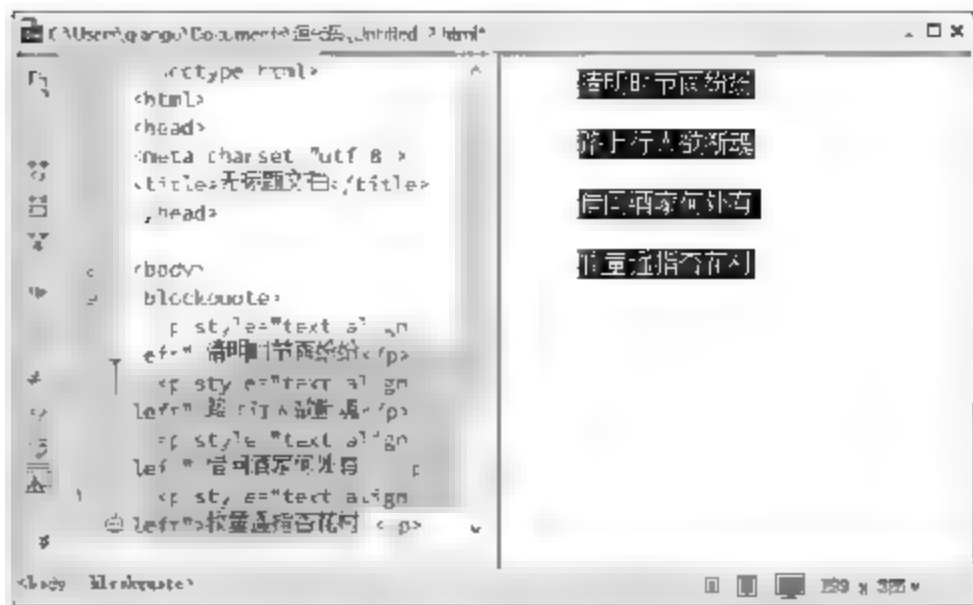 Untitled
<html>
<head>
<meta charset "utf 8 >
<title>无标题文档</title>
head>
<body>
blockquote>
p style="text align
清明时节雨纷纷</p>
<p style="text align
left" 路上行人欲断魂</p>
<p style "text align
left" 借问酒家何处有 p
<p style="text align
left">牧童遥指杏花村 </p>
清明时节雨纷纷
路上行人欲断魂
借问酒家何处有
牧童遥指杏花村
<body blockquote>